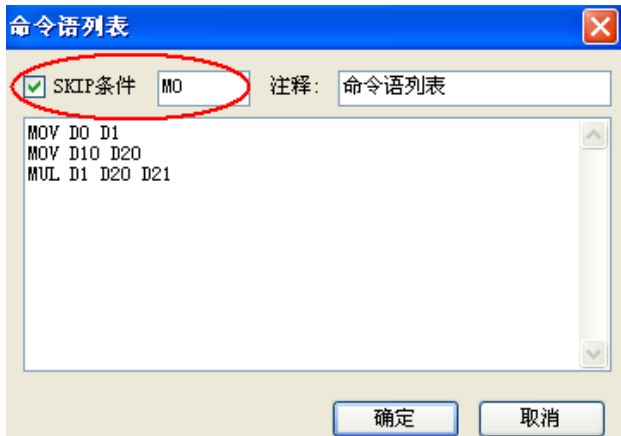 命令语列表
SKIP条件 M0 注释: 命令语列表
MOV D0 D1
MOV D10 D20
MUL D1 D20 D21
确定 取消